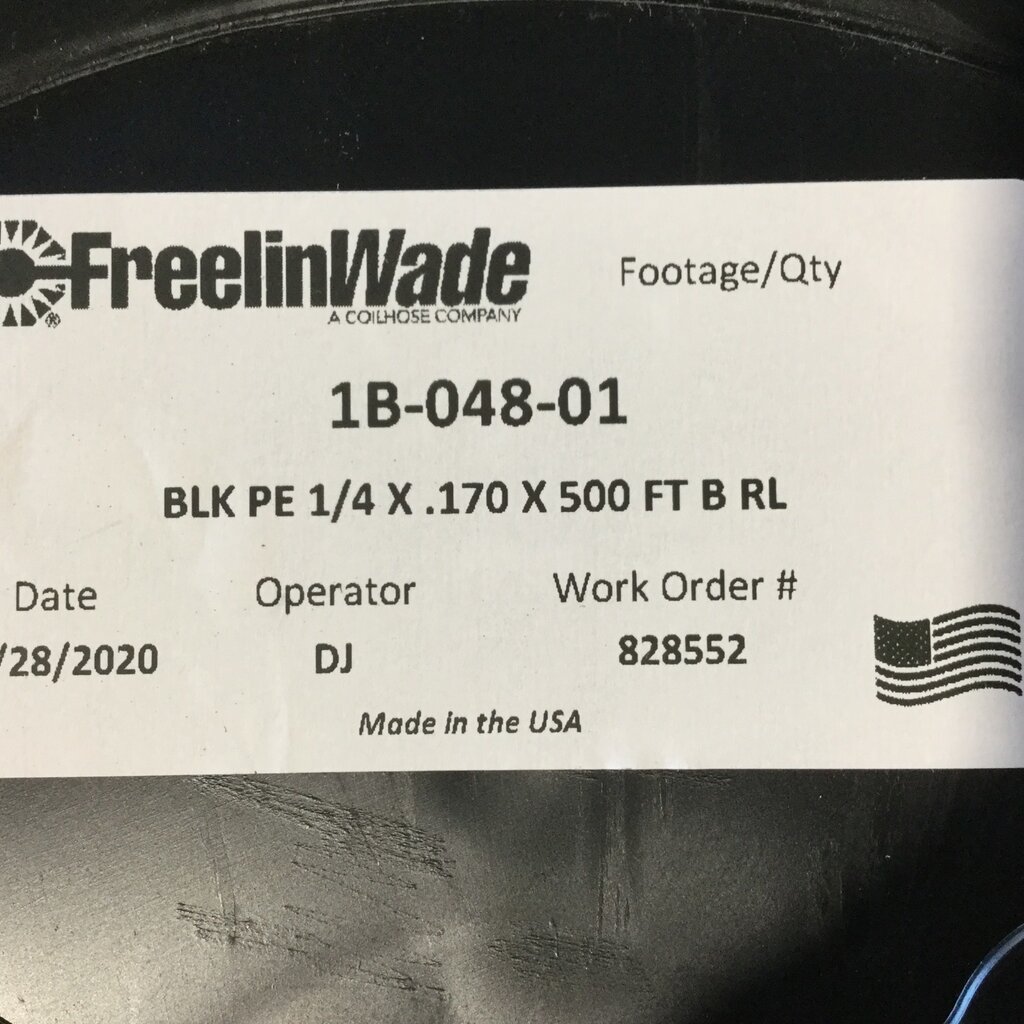 FreelinWade
®
A COILHOSE COMPANY
Footage/Qty
1B-048-01
BLK PE 1/4 X .170 X 500 FT B RL
Date Operator Work Order #
/28/2020 DJ 828552
Made in the USA